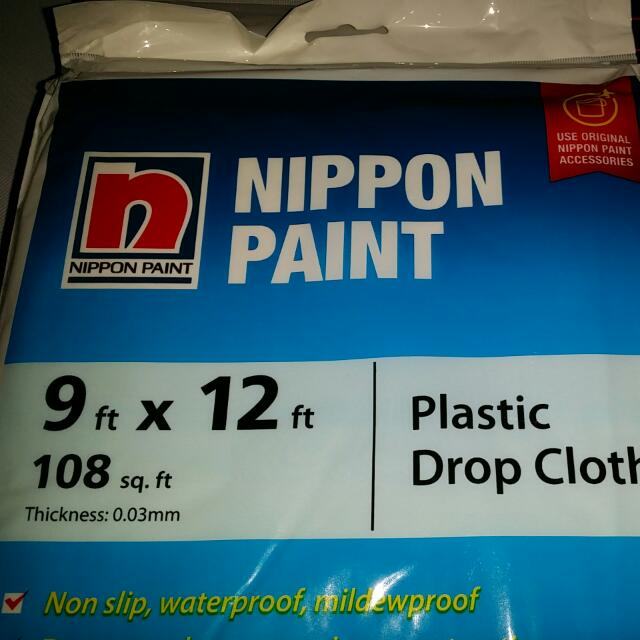 USE ORIGINAL
NIPPON PAINT
ACCESSORIES
n
NIPPON PAINT
NIPPON
PAINT
9 ft x 12 ft
108 sq. ft
Thickness: 0.03mm
Plastic
Drop Cloth
Non slip, waterproof, mildewproof